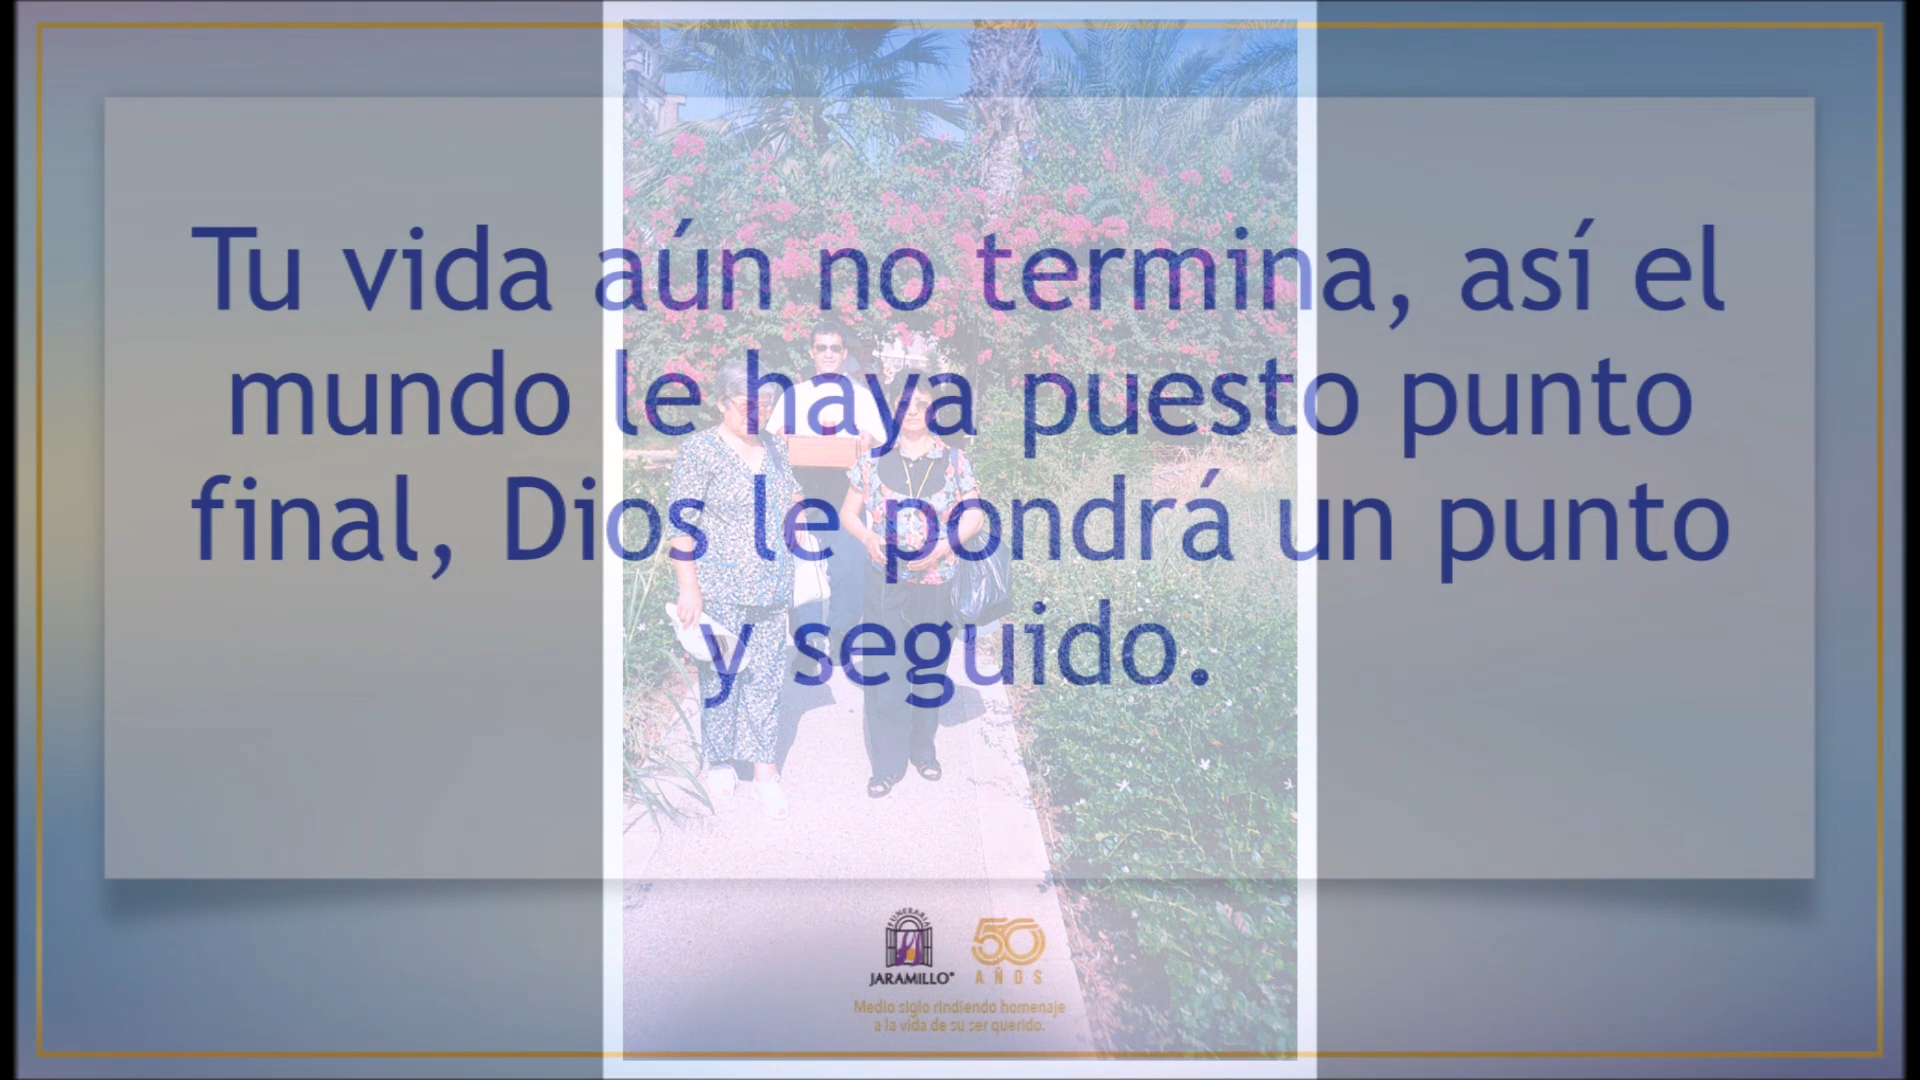 Tu vida aún no termina, así el
mundo le haya puesto punto
final, Dios le pondrá un punto
y seguido.
FUNERARIA
JARAMILLO®
50
AÑOS
Medio siglo rindiendo homenaje
a la vida de su ser querido.